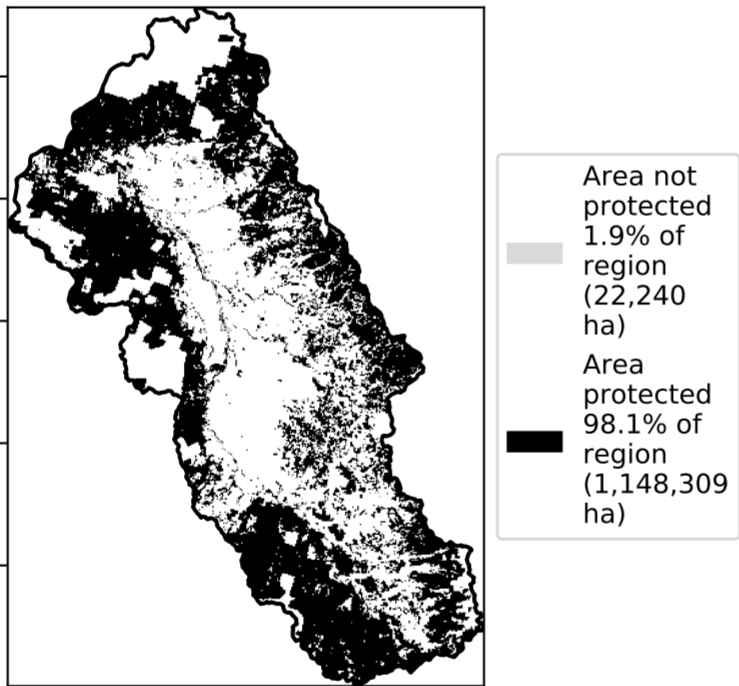 Area not
protected
1.9% of
region
(22,240
ha)
Area
protected
98.1% of
region
(1,148,309
ha)